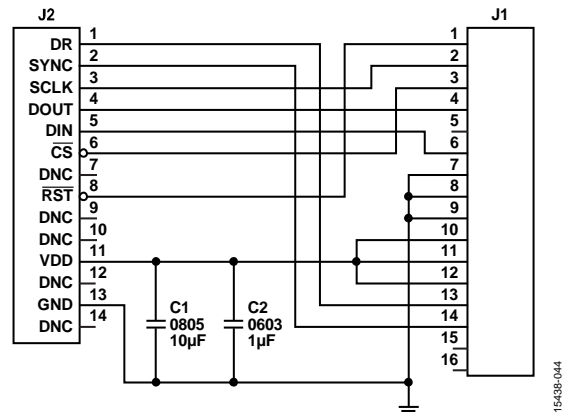 J2
J1
DR 1
SYNC 2
SCLK 3
DOUT 4
DIN 5
CS 6
DNC 7
RST 8
DNC 9
DNC 10
VDD 11
DNC 12
GND 13
DNC 14
1
2
3
4
5
6
7
8
9
10
11
12
13
14
15
16
C1
0805
10µF
C2
0603
1µF
15438-044